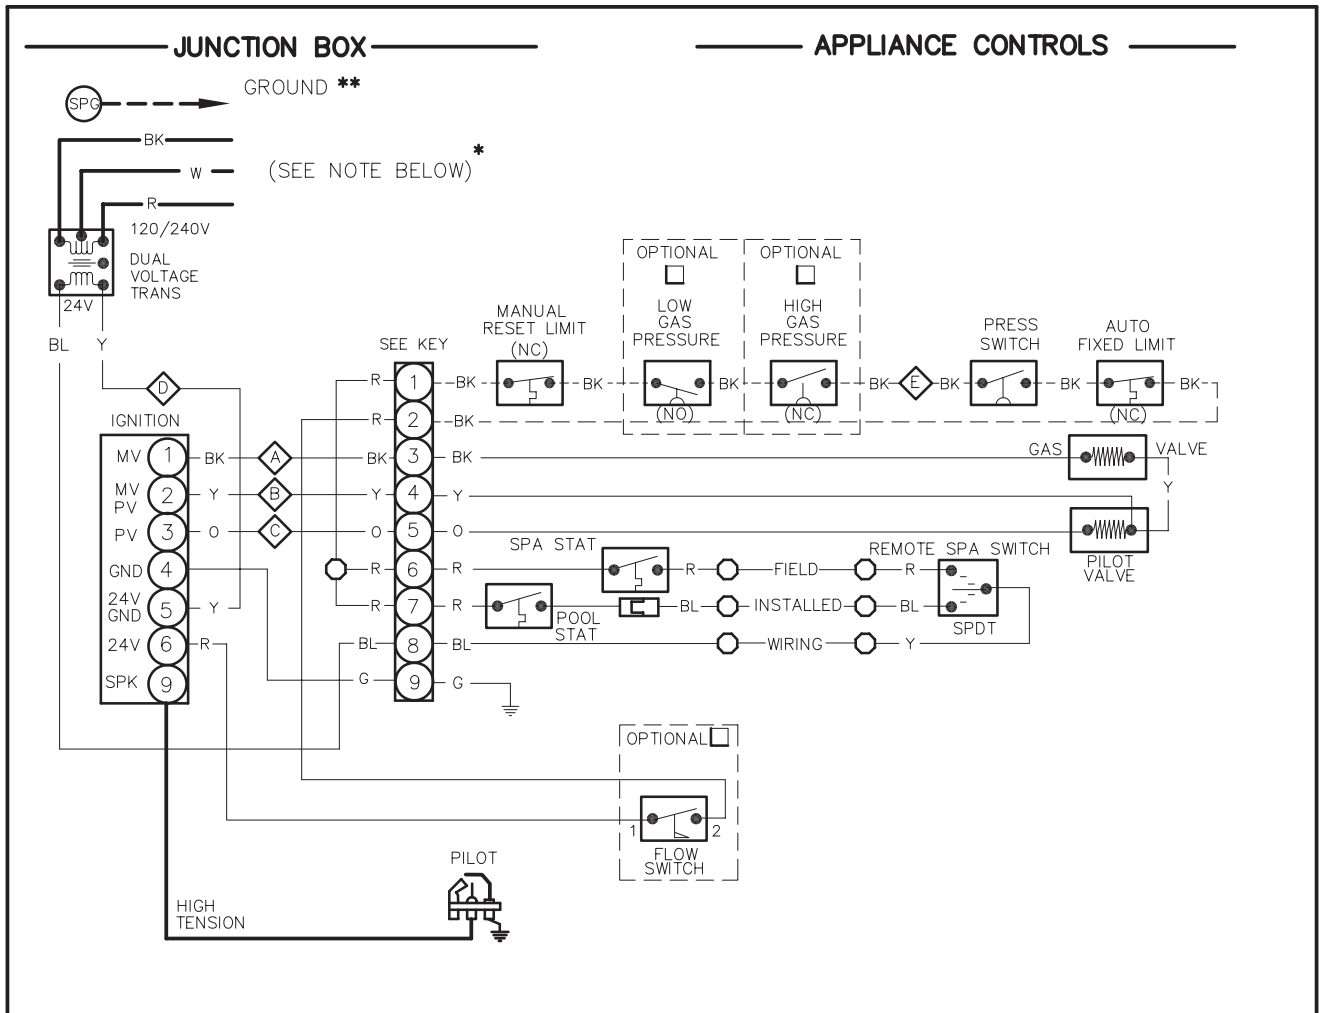 JUNCTION BOX
APPLIANCE CONTROLS
GROUND **
SPG
BK
W
(SEE NOTE BELOW)*
R
120/240V
DUAL
VOLTAGE
TRANS
24V
BL Y
OPTIONAL
LOW
GAS
PRESSURE
(NO)
OPTIONAL
HIGH
GAS
PRESSURE
(NC)
MANUAL
RESET LIMIT
(NC)
PRESS
SWITCH
AUTO
FIXED LIMIT
(NC)
SEE KEY
R 1 BK BK BK BK E BK BK BK
R 2 BK
D
IGNITION
MV 1 BK A BK 3 BK
GAS VALVE
MV
PV 2 Y B Y 4 Y
Y
PV 3 O C O 5 O
PILOT
VALVE
SPA STAT
REMOTE SPA SWITCH
GND 4 R 6 R R FIELD R
24V
GND 5 Y R 7 R BL INSTALLED BL
POOL
STAT
SPDT
24V 6 R BL 8 BL WIRING Y
SPK 9 G 9 G
OPTIONAL
1 2
FLOW
SWITCH
PILOT
HIGH
TENSION